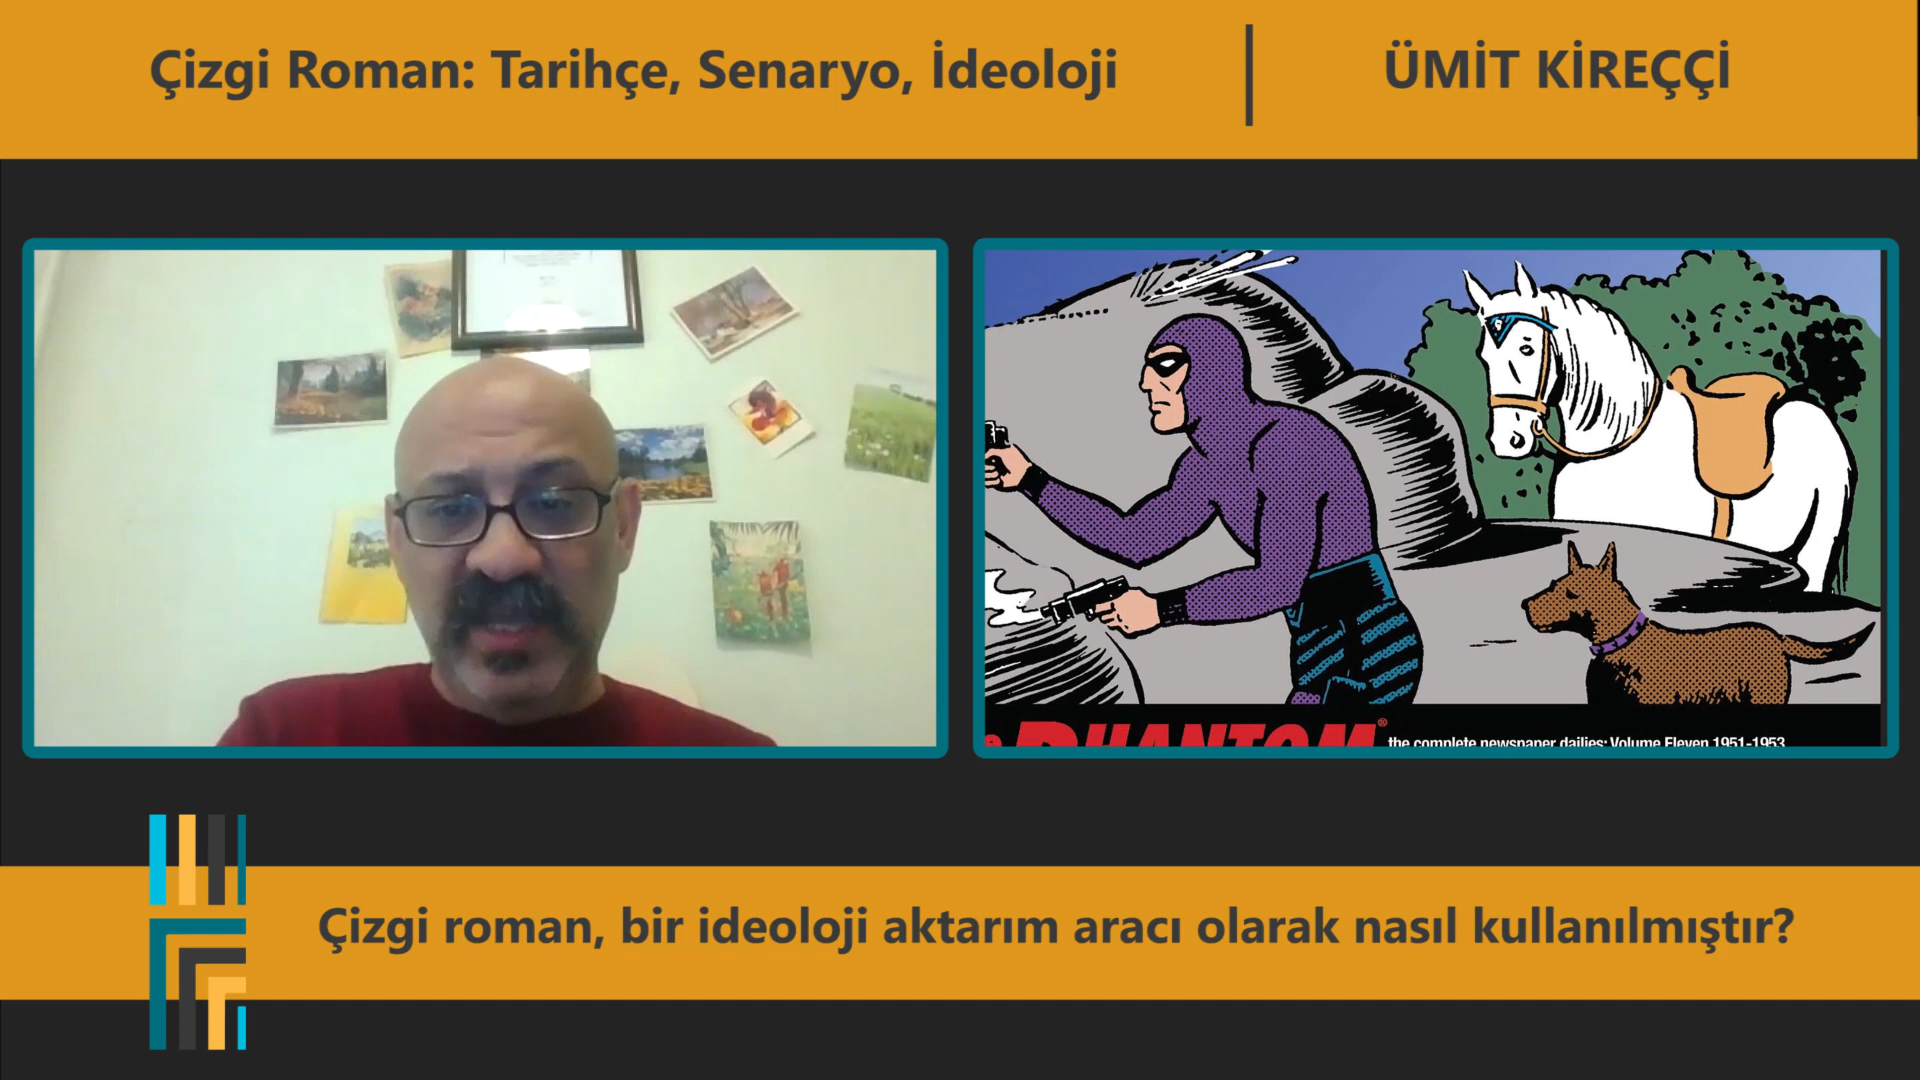 Çizgi Roman: Tarihçe, Senaryo, İdeoloji
ÜMİT KİREÇÇİ
PHANTOM®
the complete newspaper dailies: Volume Eleven 1951-1953
Çizgi roman, bir ideoloji aktarım aracı olarak nasıl kullanılmıştır?